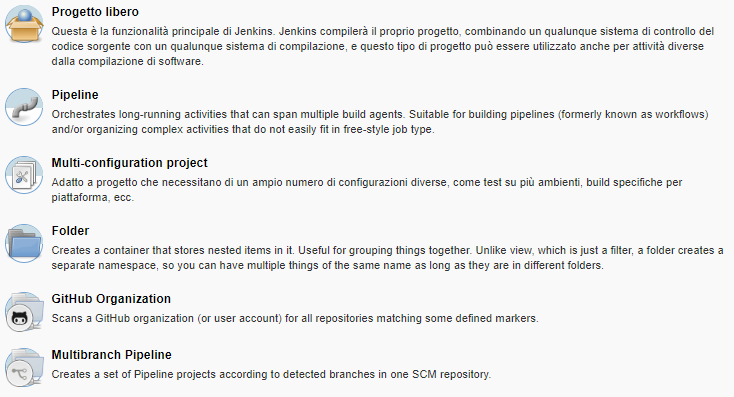 Progetto libero
Questa è la funzionalità principale di Jenkins. Jenkins compilerà il proprio progetto, combinando un qualunque sistema di controllo del
codice sorgente con un qualunque sistema di compilazione, e questo tipo di progetto può essere utilizzato anche per attività diverse
dalla compilazione di software.
Pipeline
Orchestrates long-running activities that can span multiple build agents. Suitable for building pipelines (formerly known as workflows)
and/or organizing complex activities that do not easily fit in free-style job type.
Multi-configuration project
Adatto a progetto che necessitano di un ampio numero di configurazioni diverse, come test su più ambienti, build specifiche per
piattaforma, ecc.
Folder
Creates a container that stores nested items in it. Useful for grouping things together. Unlike view, which is just a filter, a folder creates a
separate namespace, so you can have multiple things of the same name as long as they are in different folders.
GitHub Organization
Scans a GitHub organization (or user account) for all repositories matching some defined markers.
Multibranch Pipeline
Creates a set of Pipeline projects according to detected branches in one SCM repository.